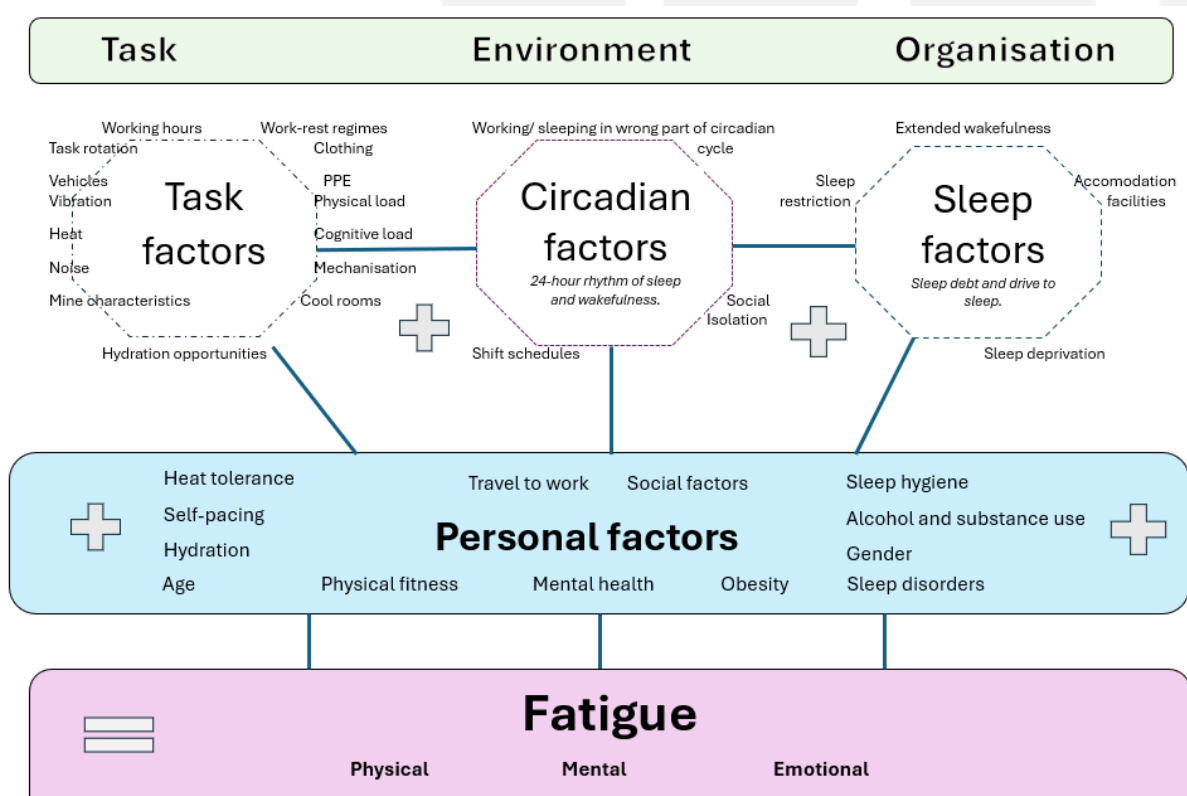 Task
Environment
Organisation
Working hours
Work-rest regimes
Task rotation
Clothing
Vehicles
PPE
Vibration
Physical load
Heat
Cognitive load
Noise
Mechanisation
Mine characteristics
Cool rooms
Hydration opportunities
Task
factors
Working/ sleeping in wrong part of circadian
cycle
Circadian
factors
24-hour rhythm of sleep
and wakefulness.
Social
Isolation
Shift schedules
Extended wakefulness
Sleep
restriction
Accomodation
facilities
Sleep
factors
Sleep debt and drive to
sleep.
Sleep deprivation
Heat tolerance
Self-pacing
Hydration
Age
Travel to work
Social factors
Personal factors
Physical fitness
Mental health
Obesity
Sleep hygiene
Alcohol and substance use
Gender
Sleep disorders
Fatigue
Physical
Mental
Emotional